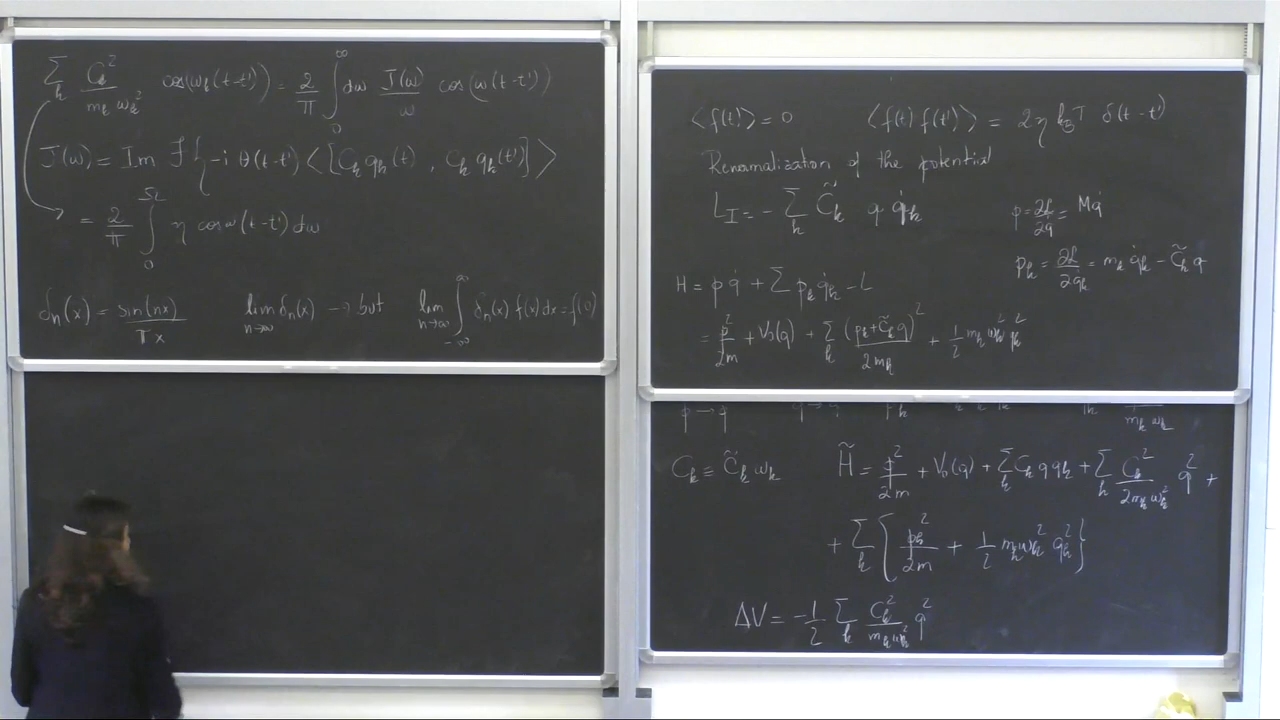 Σ_k C_k²/(m_k ω_k²) cos(ω_k(t-t')) = 2/π ∫_0^∞ dω J(ω)/ω cos(ω(t-t'))
J(ω) = Im F{-i θ(t-t') <[C_k q_k(t), C_k q_k(t')]>
= 2/π ∫_0^Ω η cos ω(t-t') dω
δ_n(x) = sin(nx)/πx lim_{n→∞} δ_n(x) → but lim_{n→∞} ∫_{-∞}^∞ δ_n(x) f(x) dx = f(0)
<f(t)> = 0 <f(t) f(t')> = 2η k_B T δ(t-t')
Renormalization of the potential
L_I = - Σ_k C̃_k q q̇_k
p = ∂L/∂q̇ = Mq̇
p_k = ∂L/∂q̇_k = m_k q̇_k - C̃_k q
H = p q̇ + Σ p_k q̇_k - L
= p²/2m + V_0(q) + Σ_k (p_k + C̃_k q)²/2m_k + 1/2 m_k ω_k² q_k²
p → p m_k ω_k
C_k ≡ C̃_k ω_k H̃ = p²/2m + V_0(q) + Σ_k C_k q q_k + Σ_k C_k²/(2m_k ω_k²) q² +
+ Σ_k {p_k²/2m + 1/2 m_k ω_k² q_k²}
ΔV = -1/2 Σ_k C_k²/(m_k ω_k²) q²